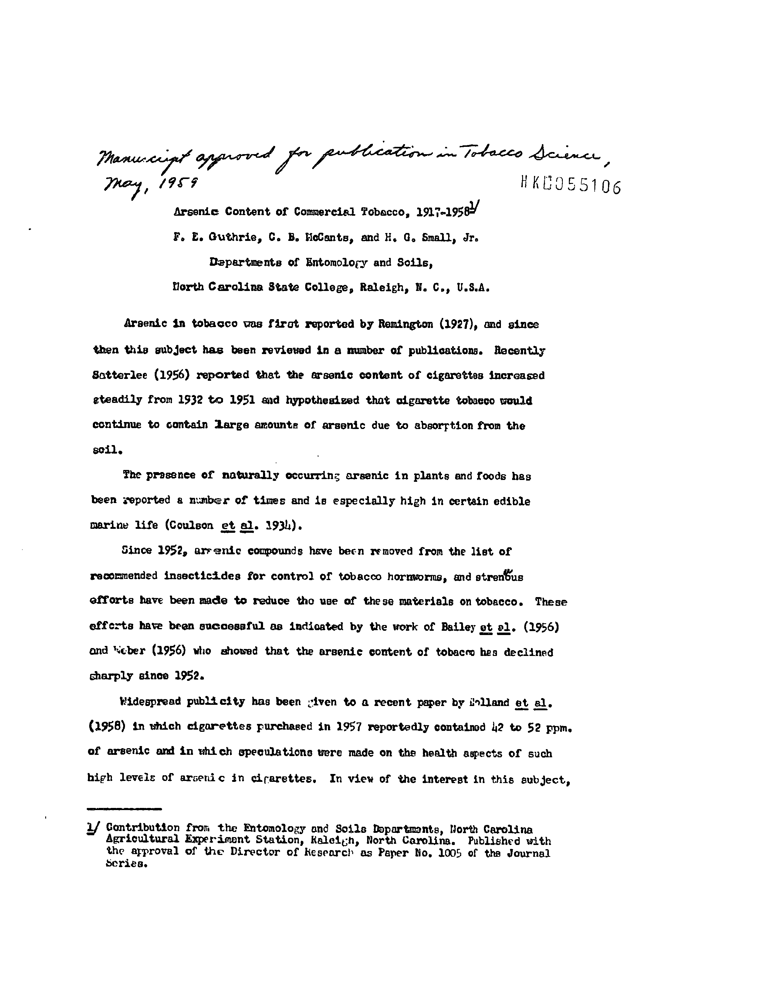 Manuscript approved for publication in Tobacco Science,
May, 1959
HK0055106
Arsenic Content of Commercial Tobacco, 1917-1958 1/
F. E. Guthrie, C. B. McCants, and H. G. Small, Jr.
Departments of Entomology and Soils,
North Carolina State College, Raleigh, N. C., U.S.A.
Arsenic in tobacco was first reported by Remington (1927), and since
then this subject has been reviewed in a number of publications. Recently
Satterlee (1956) reported that the arsenic content of cigarettes increased
steadily from 1932 to 1951 and hypothesized that cigarette tobacco would
continue to contain large amounts of arsenic due to absorption from the
soil.
The presence of naturally occurring arsenic in plants and foods has
been reported a number of times and is especially high in certain edible
marine life (Coulson et al. 1934).
Since 1952, arsenic compounds have been removed from the list of
recommended insecticides for control of tobacco hornworms, and strenuous
efforts have been made to reduce the use of these materials on tobacco. These
efforts have been successful as indicated by the work of Bailey et al. (1956)
and Weber (1956) who showed that the arsenic content of tobacco has declined
sharply since 1952.
Widespread publicity has been given to a recent paper by Holland et al.
(1958) in which cigarettes purchased in 1957 reportedly contained 42 to 52 ppm.
of arsenic and in which speculations were made on the health aspects of such
high levels of arsenic in cigarettes. In view of the interest in this subject,
1/ Contribution from the Entomology and Soils Departments, North Carolina
Agricultural Experiment Station, Raleigh, North Carolina. Published with
the approval of the Director of Research as Paper No. 1005 of the Journal
Series.